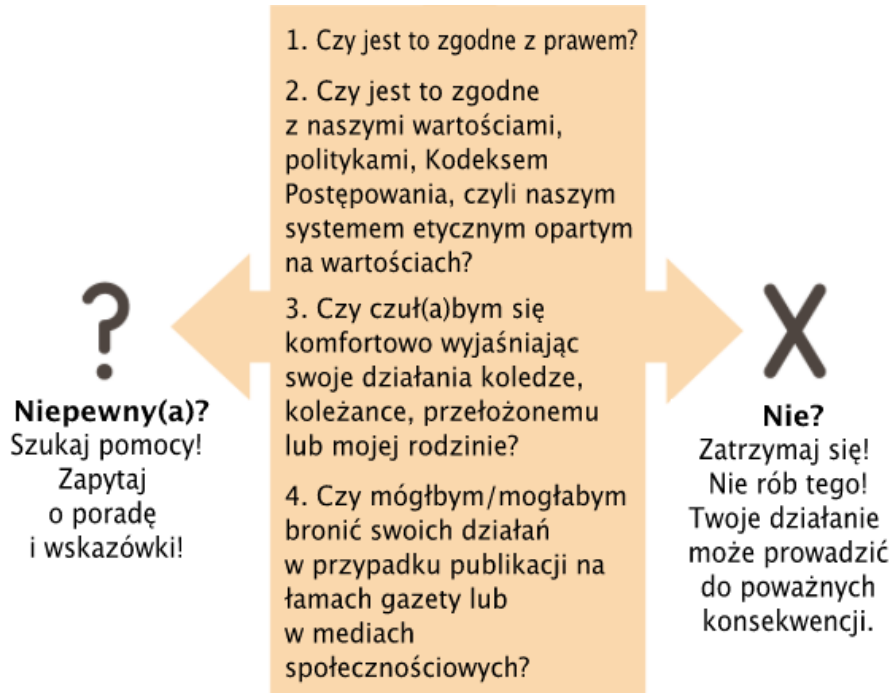 1. Czy jest to zgodne z prawem?
2. Czy jest to zgodne
z naszymi wartościami,
politykami, Kodeksem
Postępowania, czyli naszym
systemem etycznym opartym
na wartościach?
3. Czy czuł(a)bym się
komfortowo wyjaśniając
swoje działania koledze,
koleżance, przełożonemu
lub mojej rodzinie?
4. Czy mógłbym/mogłabym
bronić swoich działań
w przypadku publikacji na
łamach gazety lub
w mediach
społecznościowych?
?
Niepewny(a)?
Szukaj pomocy!
Zapytaj
o poradę
i wskazówki!
X
Nie?
Zatrzymaj się!
Nie rób tego!
Twoje działanie
może prowadzić
do poważnych
konsekwencji.